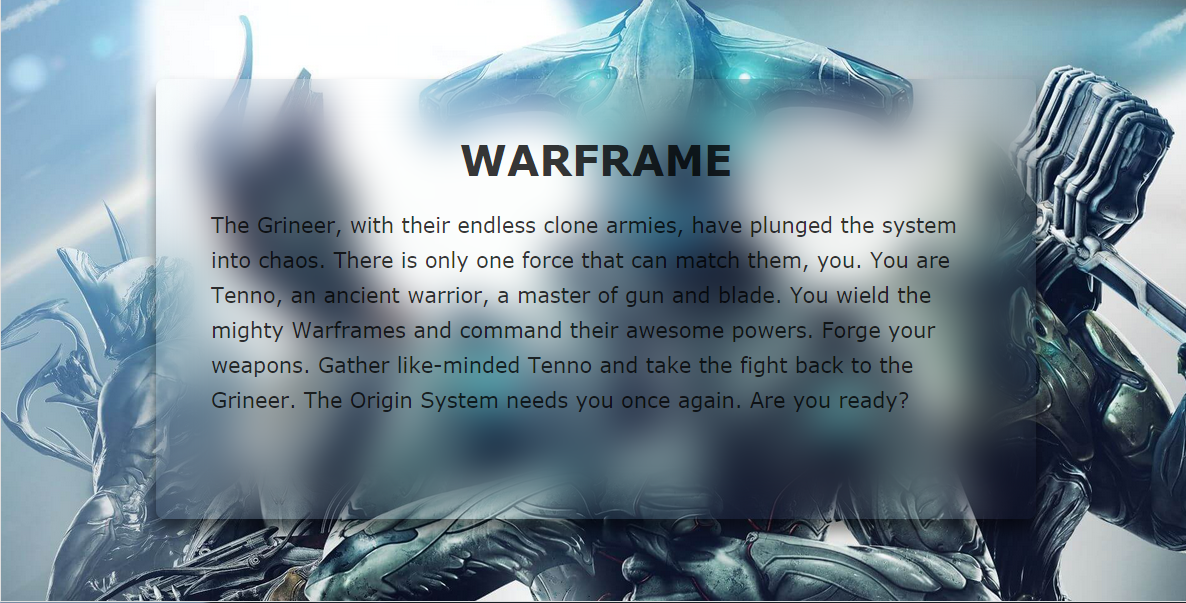 WARFRAME
The Grineer, with their endless clone armies, have plunged the system
into chaos. There is only one force that can match them, you. You are
Tenno, an ancient warrior, a master of gun and blade. You wield the
mighty Warframes and command their awesome powers. Forge your
weapons. Gather like-minded Tenno and take the fight back to the
Grineer. The Origin System needs you once again. Are you ready?